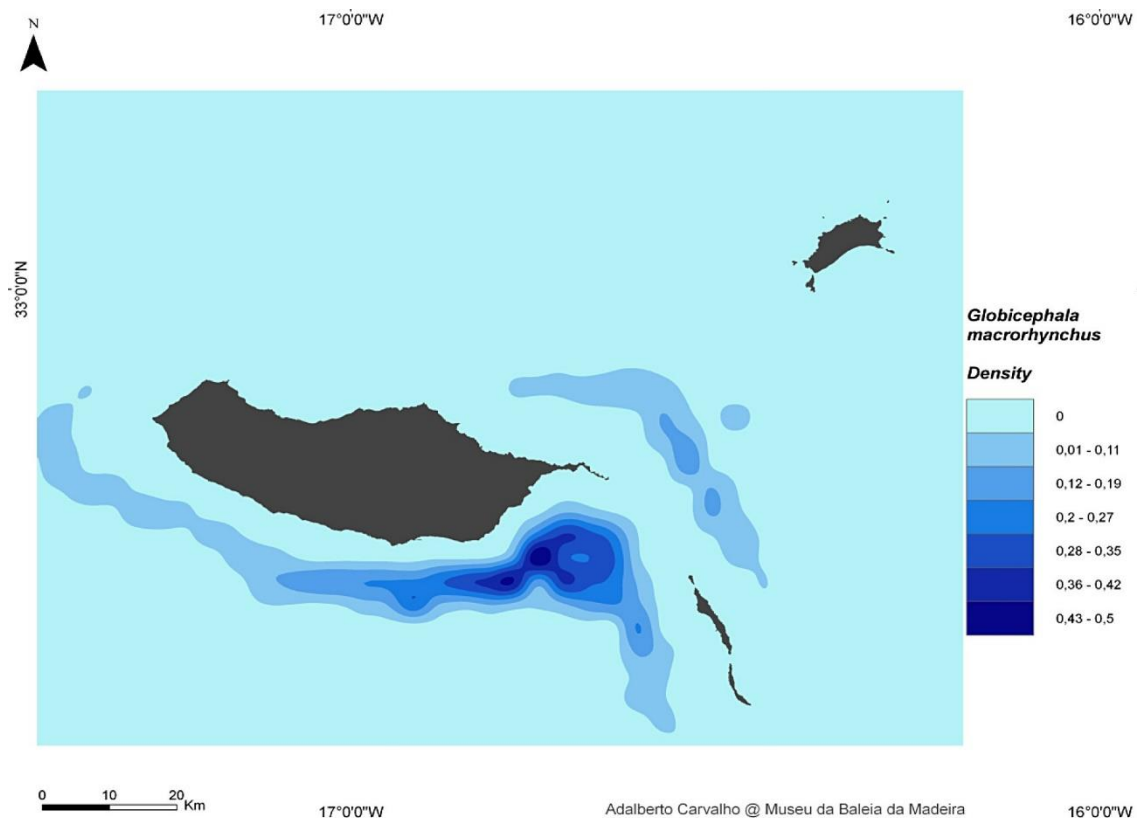 17°0'0"W
16°0'0"W
N
33°0'0"N
Globicephala
macrorhynchus
Density
0
0,01 - 0,11
0,12 - 0,19
0,2 - 0,27
0,28 - 0,35
0,36 - 0,42
0,43 - 0,5
0 10 20
Km
17°0'0"W
Adalberto Carvalho @ Museu da Baleia da Madeira
16°0'0"W